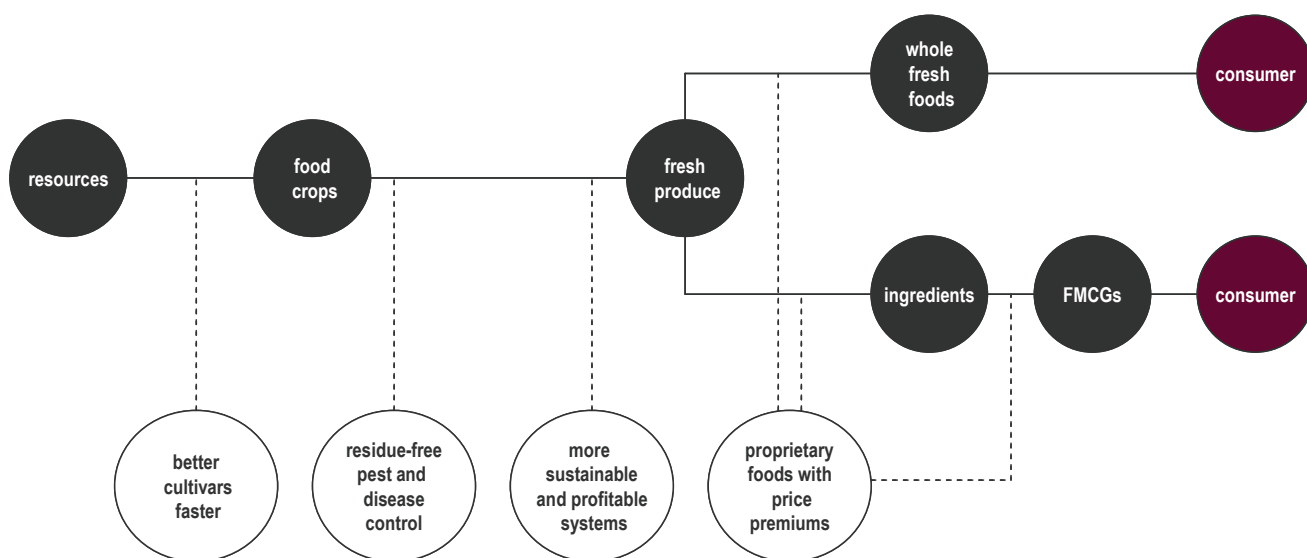 whole
fresh
foods
consumer
resources
food
crops
fresh
produce
ingredients
FMCGs
consumer
better
cultivars
faster
residue-free
pest and
disease
control
more
sustainable
and profitable
systems
proprietary
foods with
price
premiums